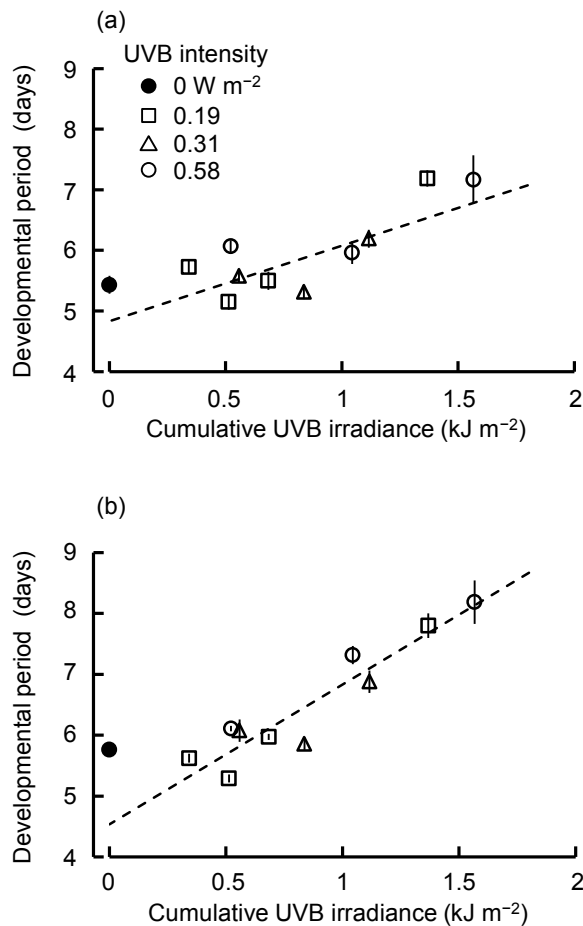 (a)
UVB intensity
● 0 W m⁻²
□ 0.19
△ 0.31
○ 0.58
Developmental period (days)
9
8
7
6
5
4
0 0.5 1 1.5 2
Cumulative UVB irradiance (kJ m⁻²)
(b)
Developmental period (days)
9
8
7
6
5
4
0 0.5 1 1.5 2
Cumulative UVB irradiance (kJ m⁻²)